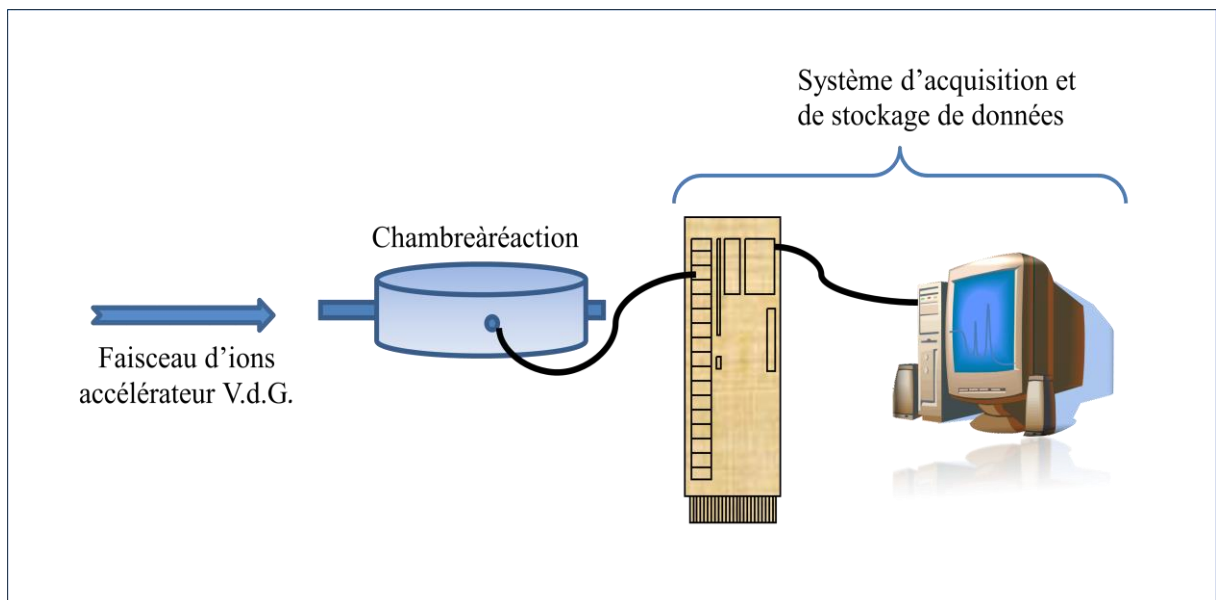 Système d’acquisition et
de stockage de données
Chambreàréaction
Faisceau d’ions
accélérateur V.d.G.